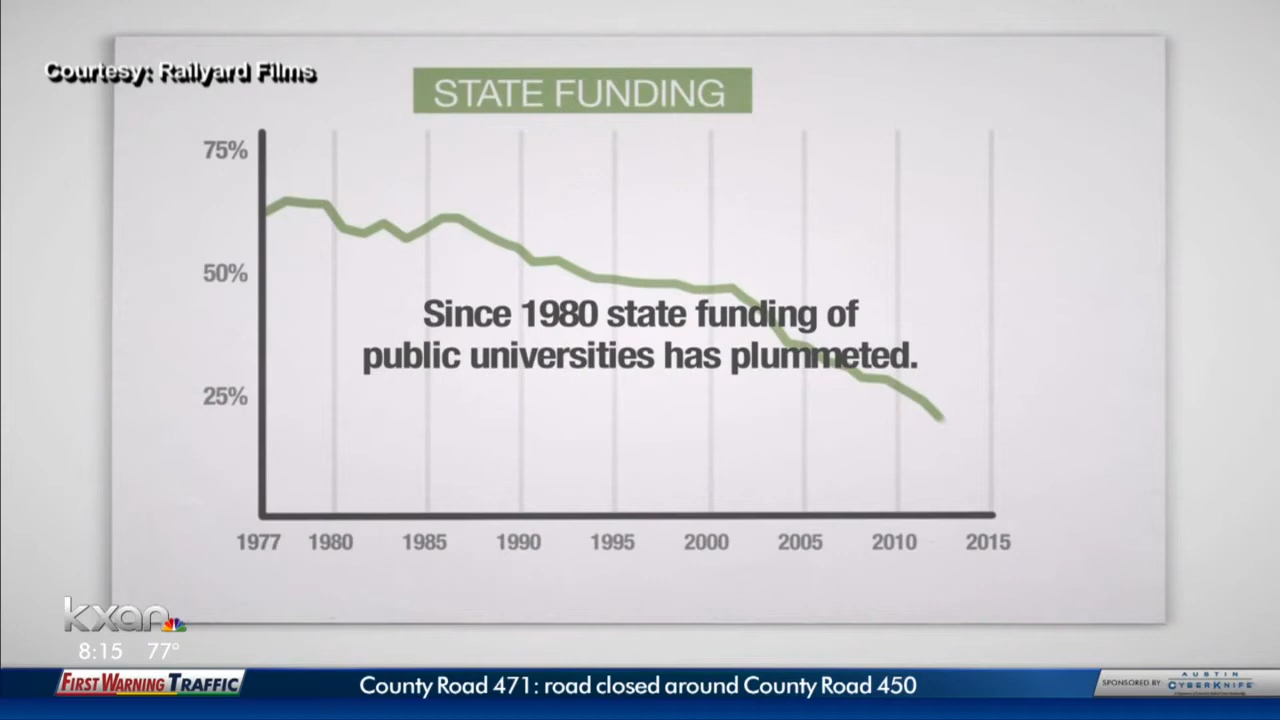 Courtesy: Railyard Films
STATE FUNDING
75%
50%
25%
Since 1980 state funding of
public universities has plummeted.
1977 1980 1985 1990 1995 2000 2005 2010 2015
kxan
8:15 77°
FIRST WARNING TRAFFIC
County Road 471: road closed around County Road 450
SPONSORED BY
AUSTIN
CYBERKNIFE